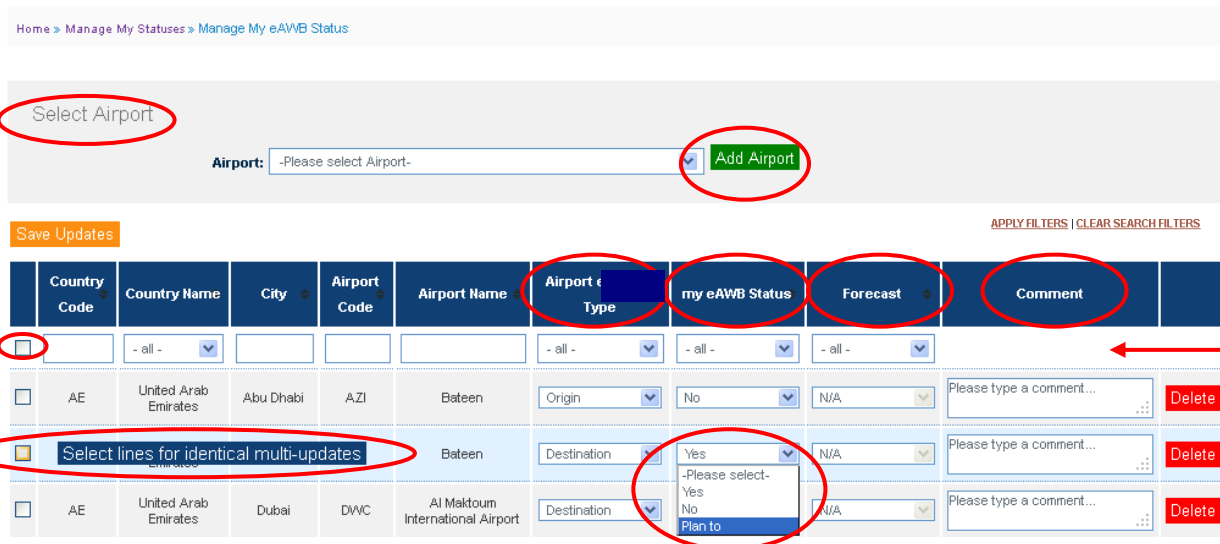 Home » Manage My Statuses » Manage My eAWB Status
Select Airport
Airport: -Please select Airport- Add Airport
Save Updates
APPLY FILTERS | CLEAR SEARCH FILTERS
Country Code Country Name City Airport Code Airport Name Airport e Type my eAWB Status Forecast Comment
- all - - all - - all - - all -
AE United Arab Emirates Abu Dhabi AZI Bateen Origin No N/A Please type a comment... Delete
Select lines for identical multi-updates Bateen Destination Yes N/A Please type a comment... Delete
-Please select-
Yes
No
Plan to
AE United Arab Emirates Dubai DWC Al Maktoum International Airport Destination N/A Please type a comment... Delete